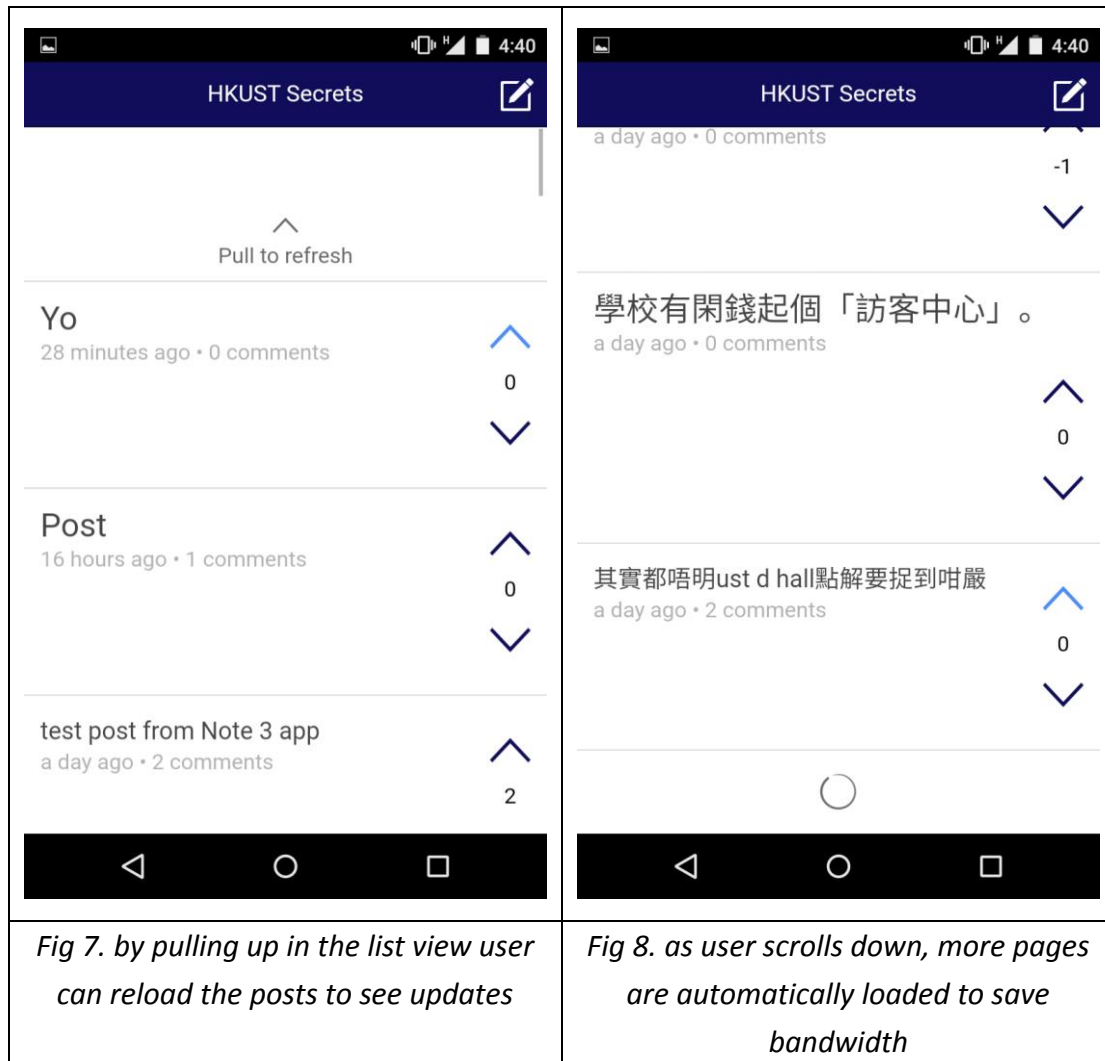 4:40
HKUST Secrets
Pull to refresh
Yo
28 minutes ago • 0 comments
0
Post
16 hours ago • 1 comments
0
test post from Note 3 app
a day ago • 2 comments
2
Fig 7. by pulling up in the list view user
can reload the posts to see updates
H 4:40
HKUST Secrets
a day ago • 0 comments
-1
學校有閑錢起個「訪客中心」。
a day ago • 0 comments
0
其實都唔明ust d hall點解要捉到咁嚴
a day ago • 2 comments
0
Fig 8. as user scrolls down, more pages
are automatically loaded to save
bandwidth